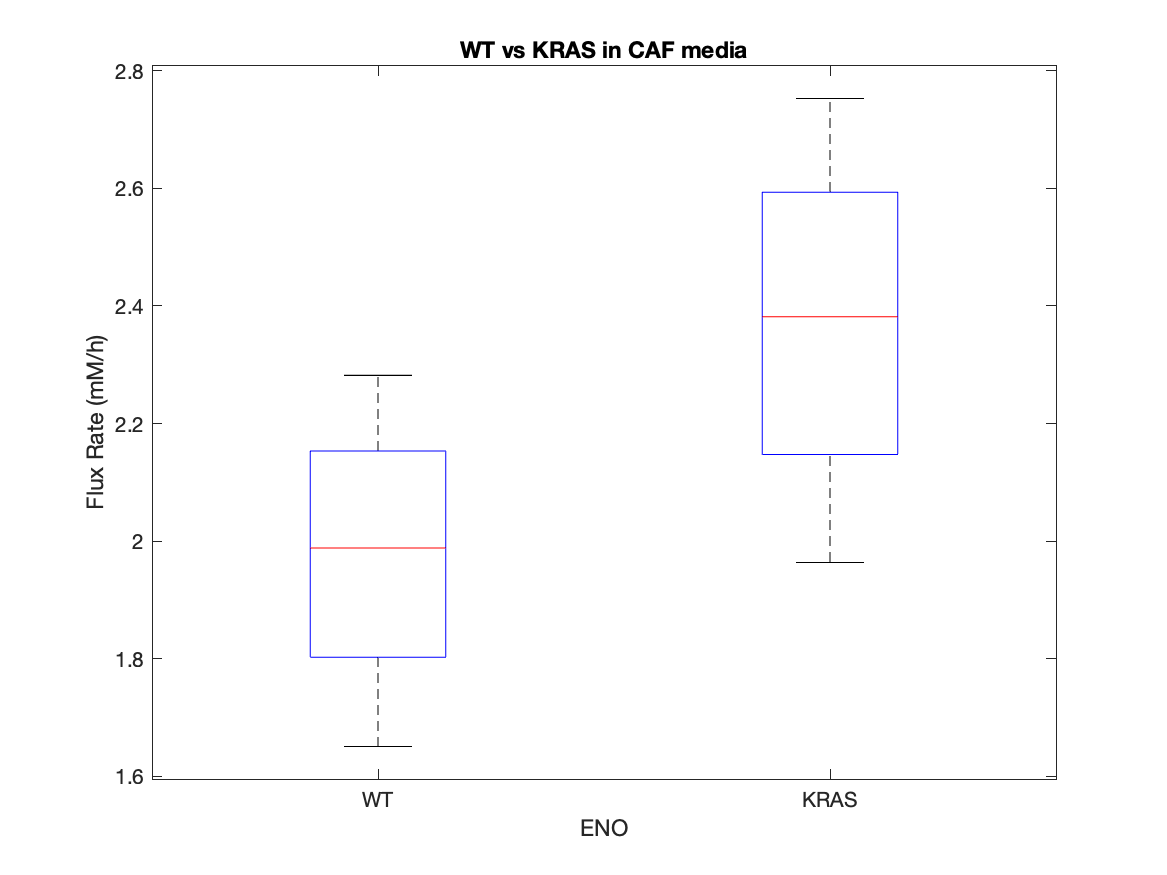 WT vs KRAS in CAF media
2.8
2.6
2.4
2.2
2
1.8
1.6
Flux Rate (mM/h)
WT KRAS
ENO